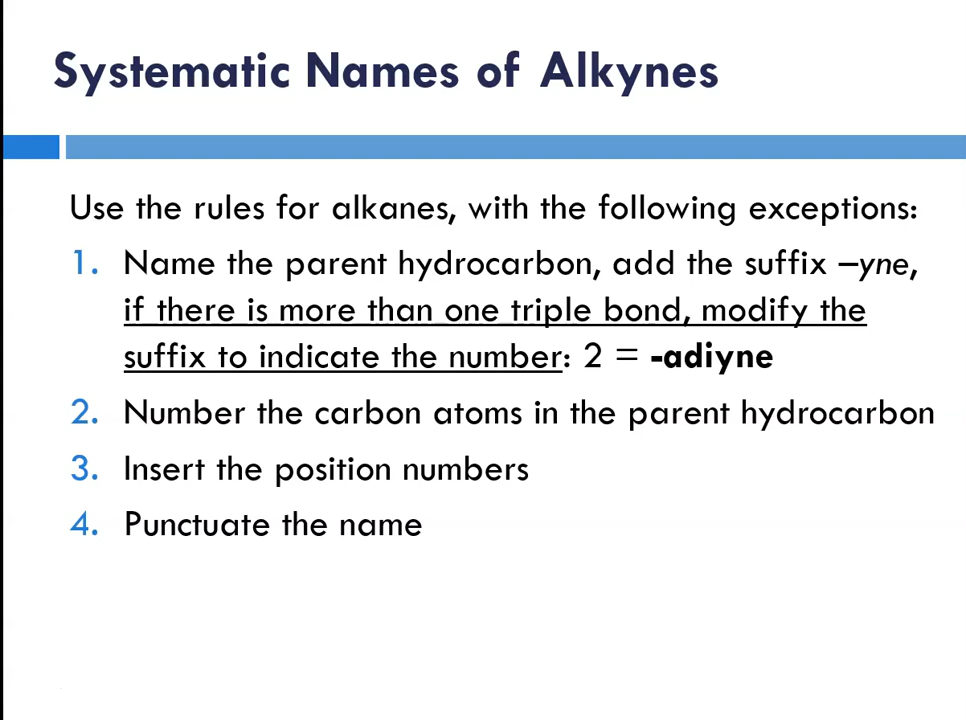 Systematic Names of Alkynes
Use the rules for alkanes, with the following exceptions:
1. Name the parent hydrocarbon, add the suffix –yne,
if there is more than one triple bond, modify the
suffix to indicate the number: 2 = -adiyne
2. Number the carbon atoms in the parent hydrocarbon
3. Insert the position numbers
4. Punctuate the name